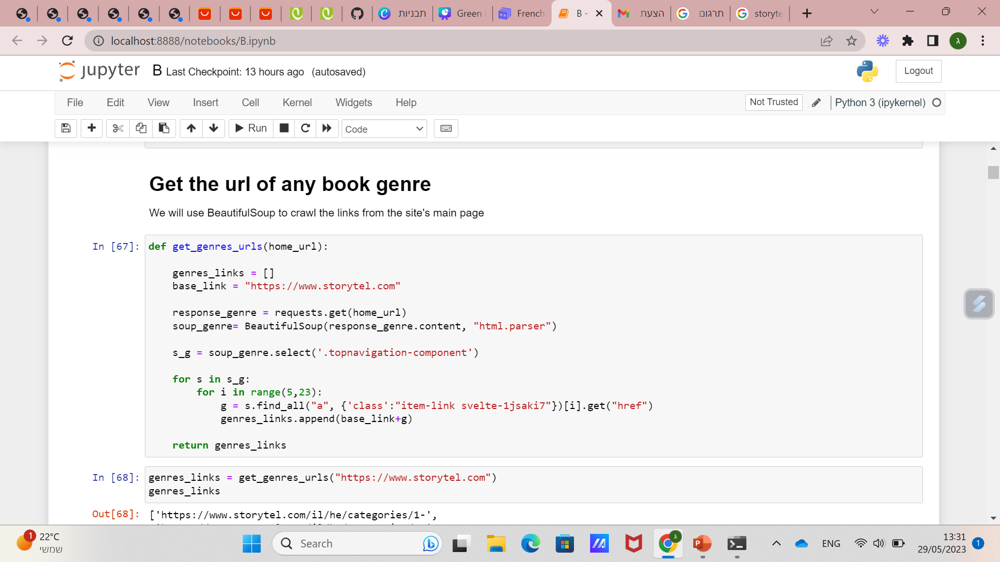 תכניות
Green
French
B -
הצעת
תרגום
storyte
localhost:8888/notebooks/B.ipynb
ג
jupyter B Last Checkpoint: 13 hours ago (autosaved)
Logout
File Edit View Insert Cell Kernel Widgets Help
Not Trusted
Python 3 (ipykernel)
Run
Code
Get the url of any book genre
We will use BeautifulSoup to crawl the links from the site's main page
In [67]: def get_genres_urls(home_url):
genres_links = []
base_link = "https://www.storytel.com"
response_genre = requests.get(home_url)
soup_genre= BeautifulSoup(response_genre.content, "html.parser")
s_g = soup_genre.select('.topnavigation-component')
for s in s_g:
for i in range(5,23):
g = s.find_all("a", {'class':"item-link svelte-1jsaki7"})[i].get("href")
genres_links.append(base_link+g)
return genres_links
In [68]: genres_links = get_genres_urls("https://www.storytel.com")
genres_links
Out[68]: ['https://www.storytel.com/il/he/categories/1-',
1
22°C
שמשי
Search
ENG
13:31
29/05/2023
1